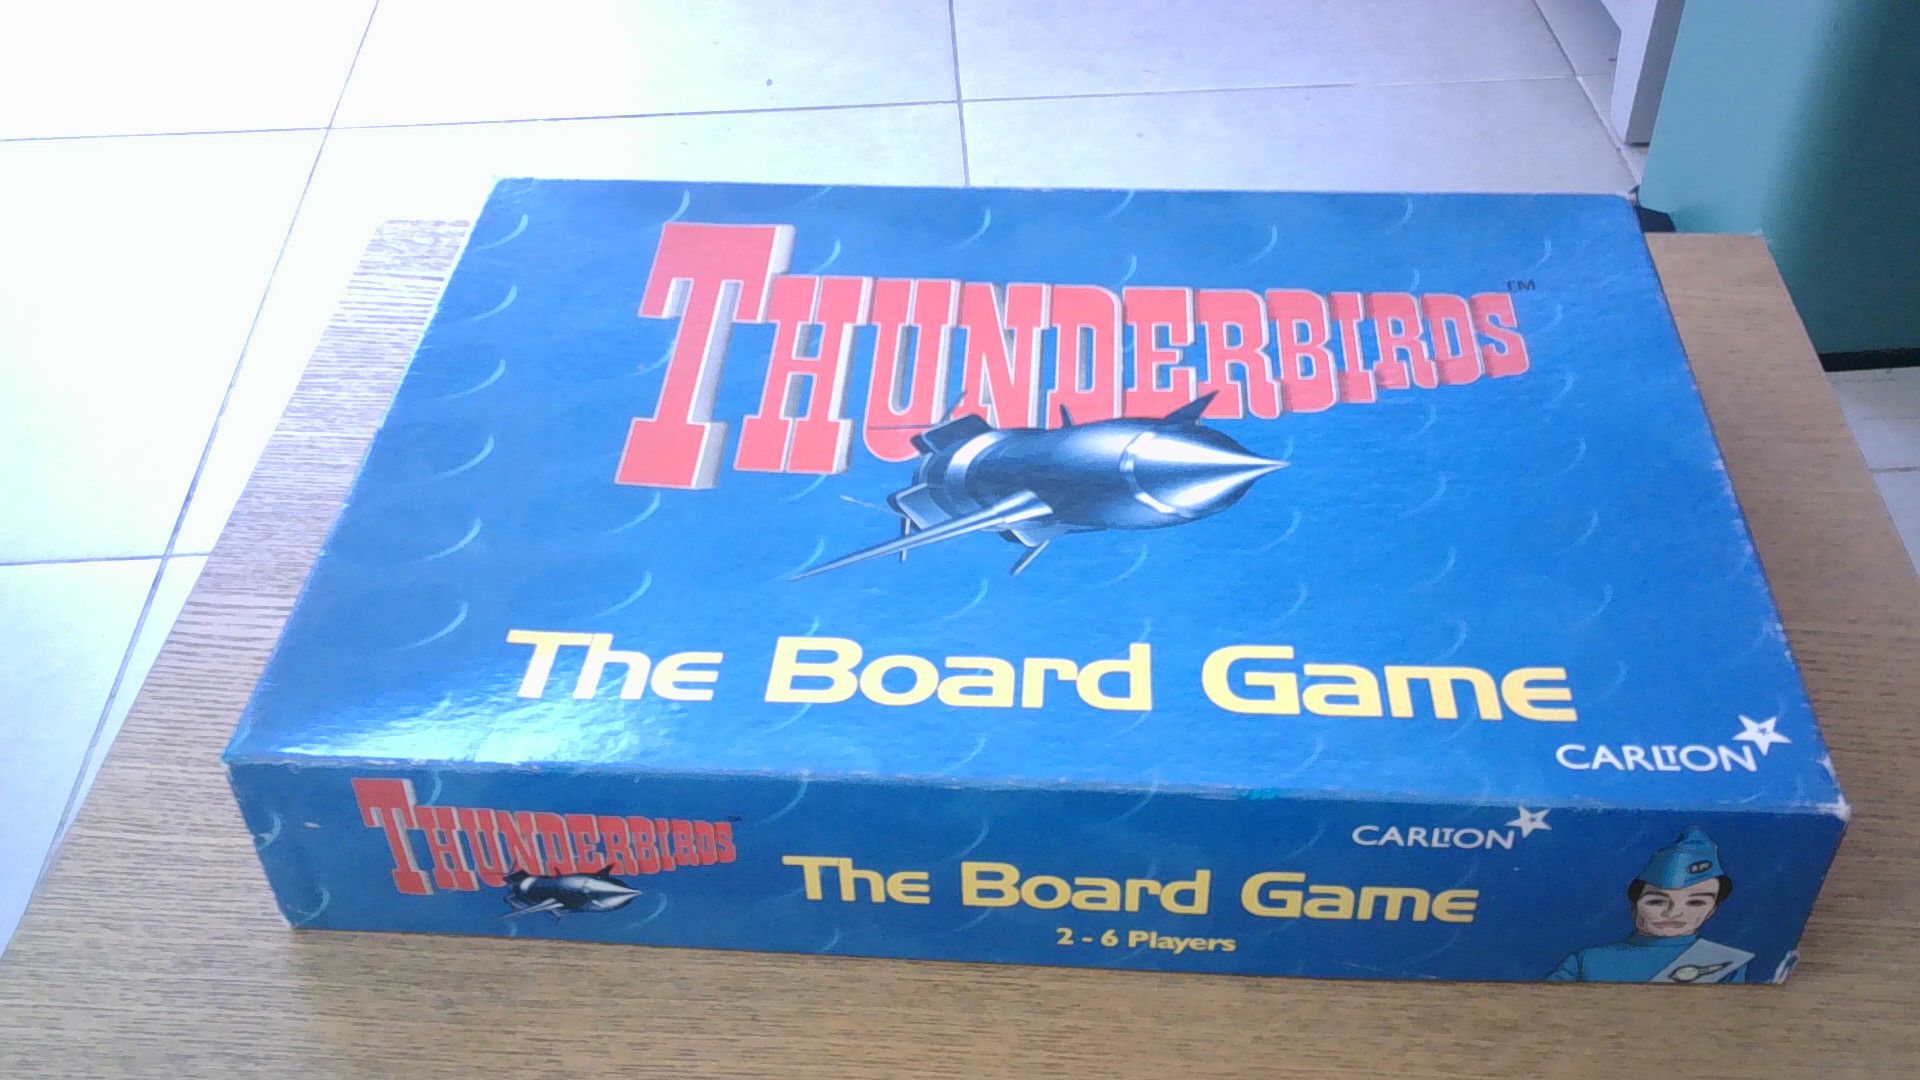 THUNDERBIRDS™
The Board Game
CARLTON
THUNDERBIRDS™
The Board Game
2 - 6 Players
CARLTON